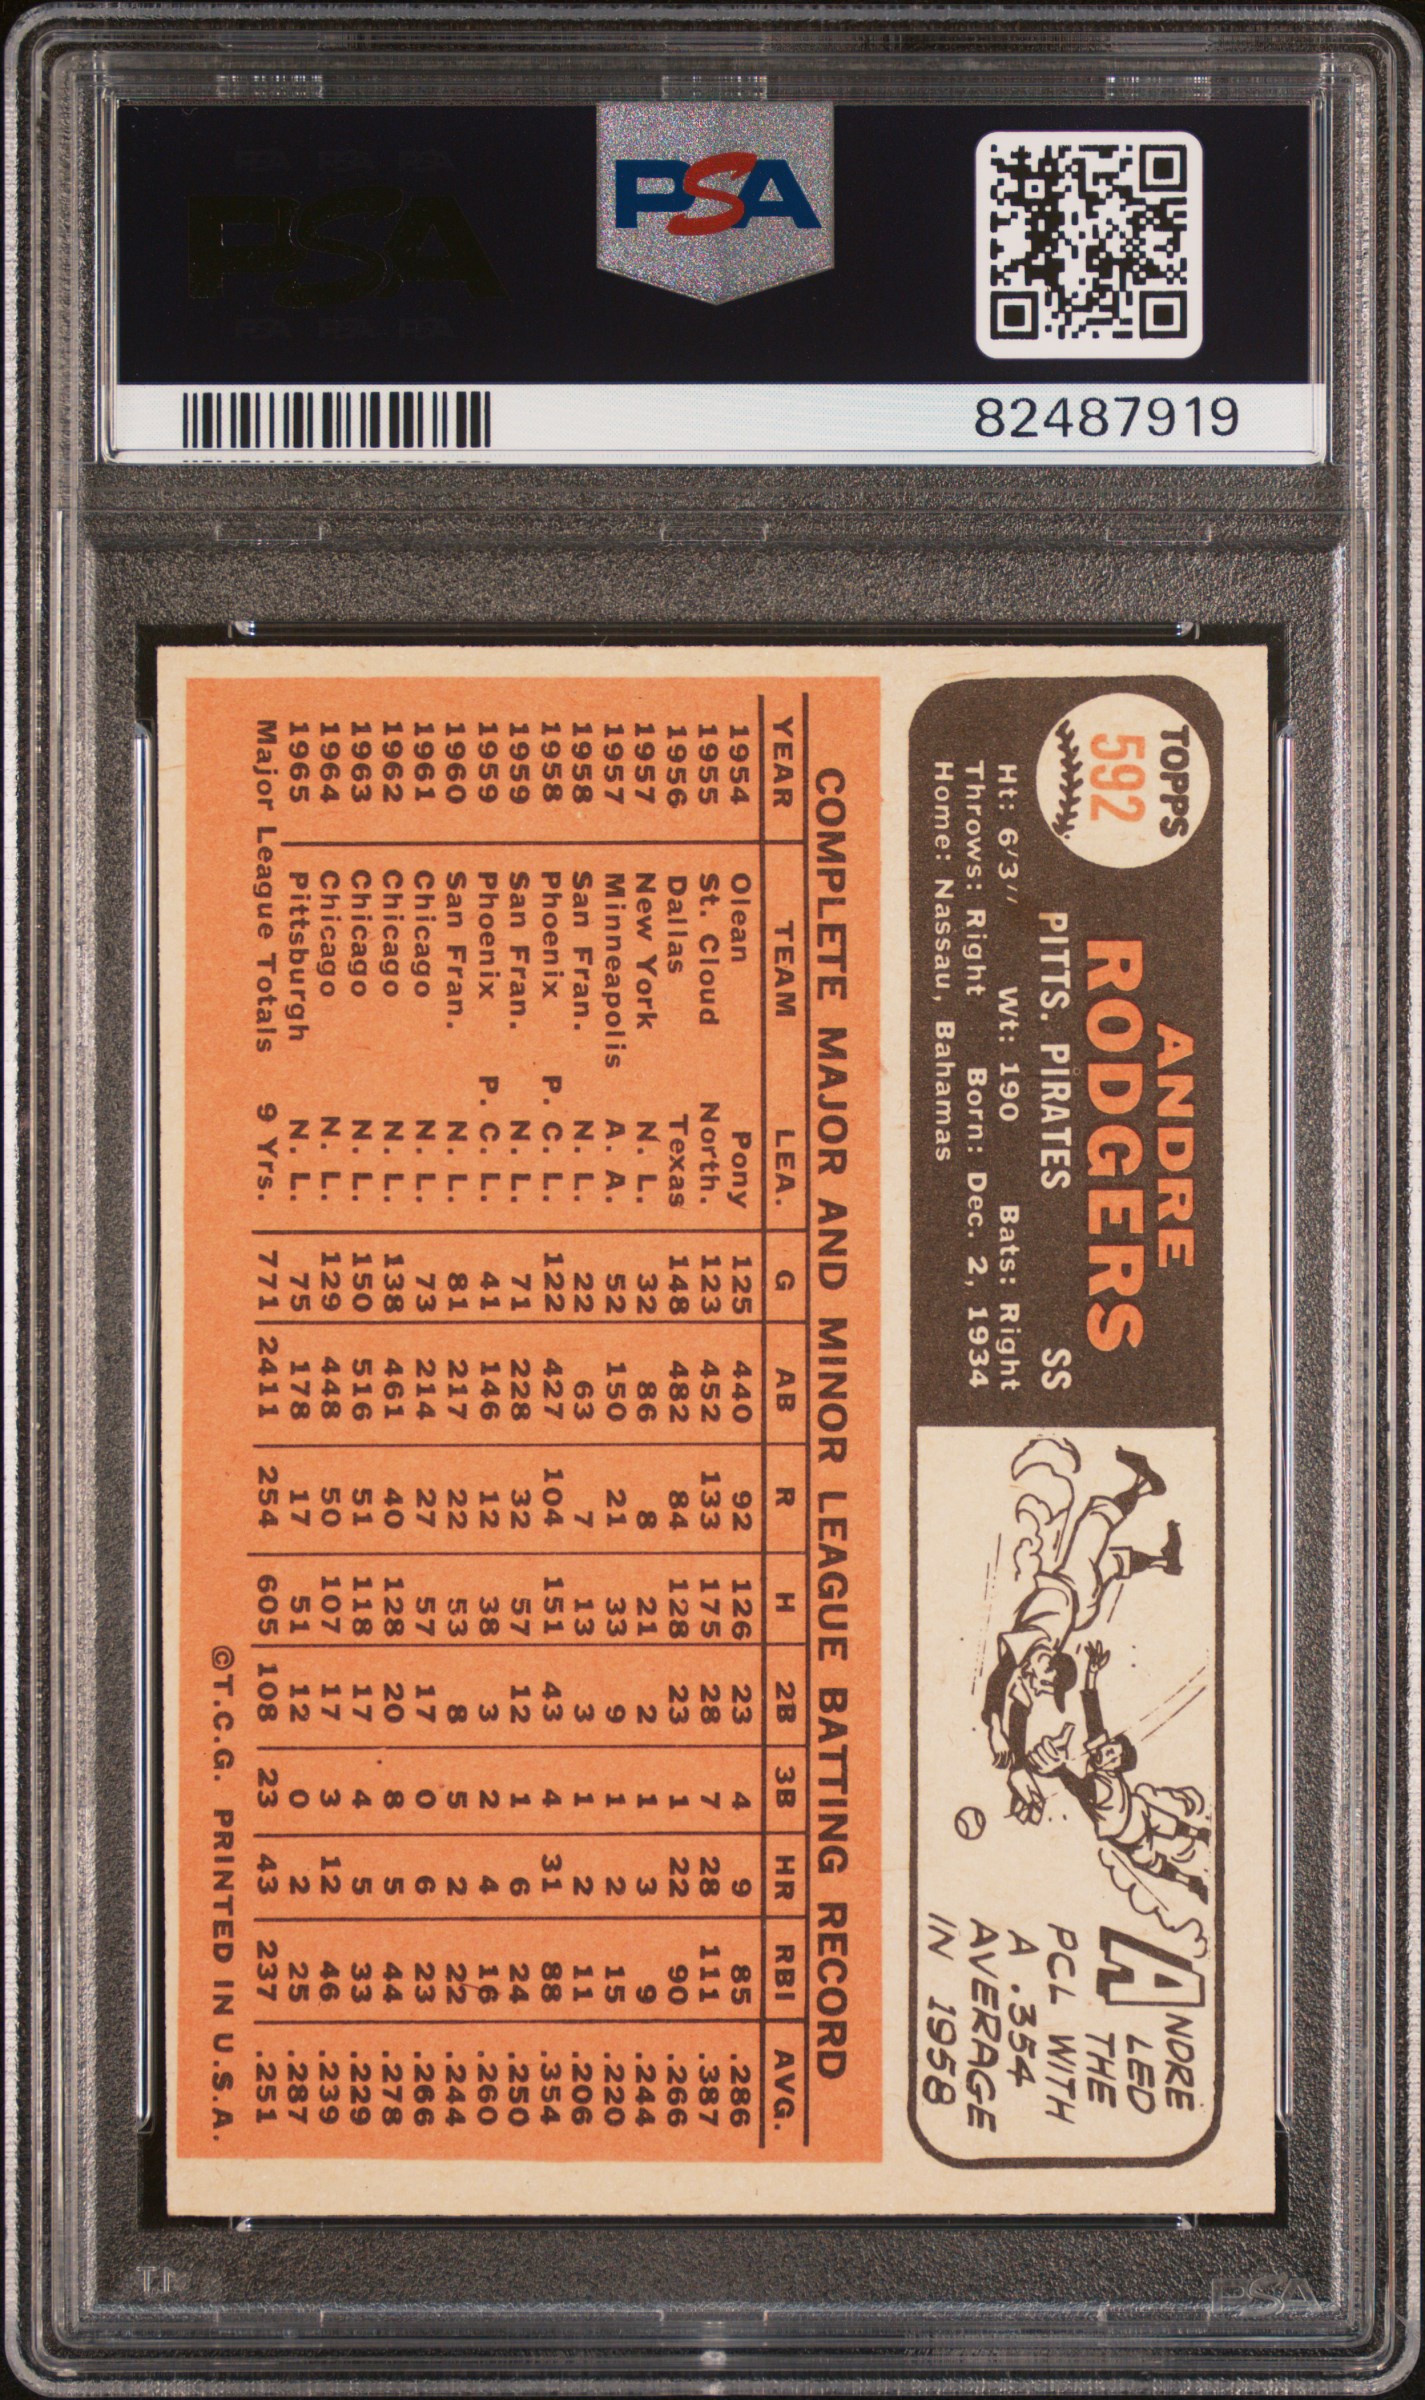 PSA
PSA
82487919
TOPPS
592
ANDRE
RODGERS
PITTS. PIRATES SS
Ht: 6'3'' Wt: 190 Bats: Right
Throws: Right Born: Dec. 2, 1934
Home: Nassau, Bahamas
ANDRE
LED
THE
PCL WITH
A .354
AVERAGE
IN 1958
COMPLETE MAJOR AND MINOR LEAGUE BATTING RECORD
YEAR TEAM LEA. G AB R H 2B 3B HR RBI AVG.
1954 Olean Pony 125 440 92 126 23 4 9 85 .286
1955 St. Cloud North. 123 452 133 175 28 7 28 111 .387
1956 Dallas Texas 148 482 84 128 23 1 22 90 .266
1957 New York N. L. 32 86 8 21 2 1 3 9 .244
1957 Minneapolis A. A. 52 150 21 33 9 1 2 15 .220
1958 San Fran. N. L. 22 63 7 13 3 1 2 11 .206
1958 Phoenix P. C. L. 122 427 104 151 43 4 31 88 .354
1959 San Fran. N. L. 71 228 32 57 12 1 6 24 .250
1959 Phoenix P. C. L. 41 146 12 38 3 2 4 16 .260
1960 San Fran. N. L. 81 217 22 53 8 5 2 22 .244
1961 Chicago N. L. 73 214 27 57 17 0 6 23 .266
1962 Chicago N. L. 138 461 40 128 20 8 5 44 .278
1963 Chicago N. L. 150 516 51 118 17 4 5 33 .229
1964 Chicago N. L. 129 448 50 107 17 3 12 46 .239
1965 Pittsburgh N. L. 75 178 17 51 12 0 2 25 .287
Major League Totals 9 Yrs. 771 2411 254 605 108 23 43 237 .251
©T.C.G. PRINTED IN U.S.A.
PSA